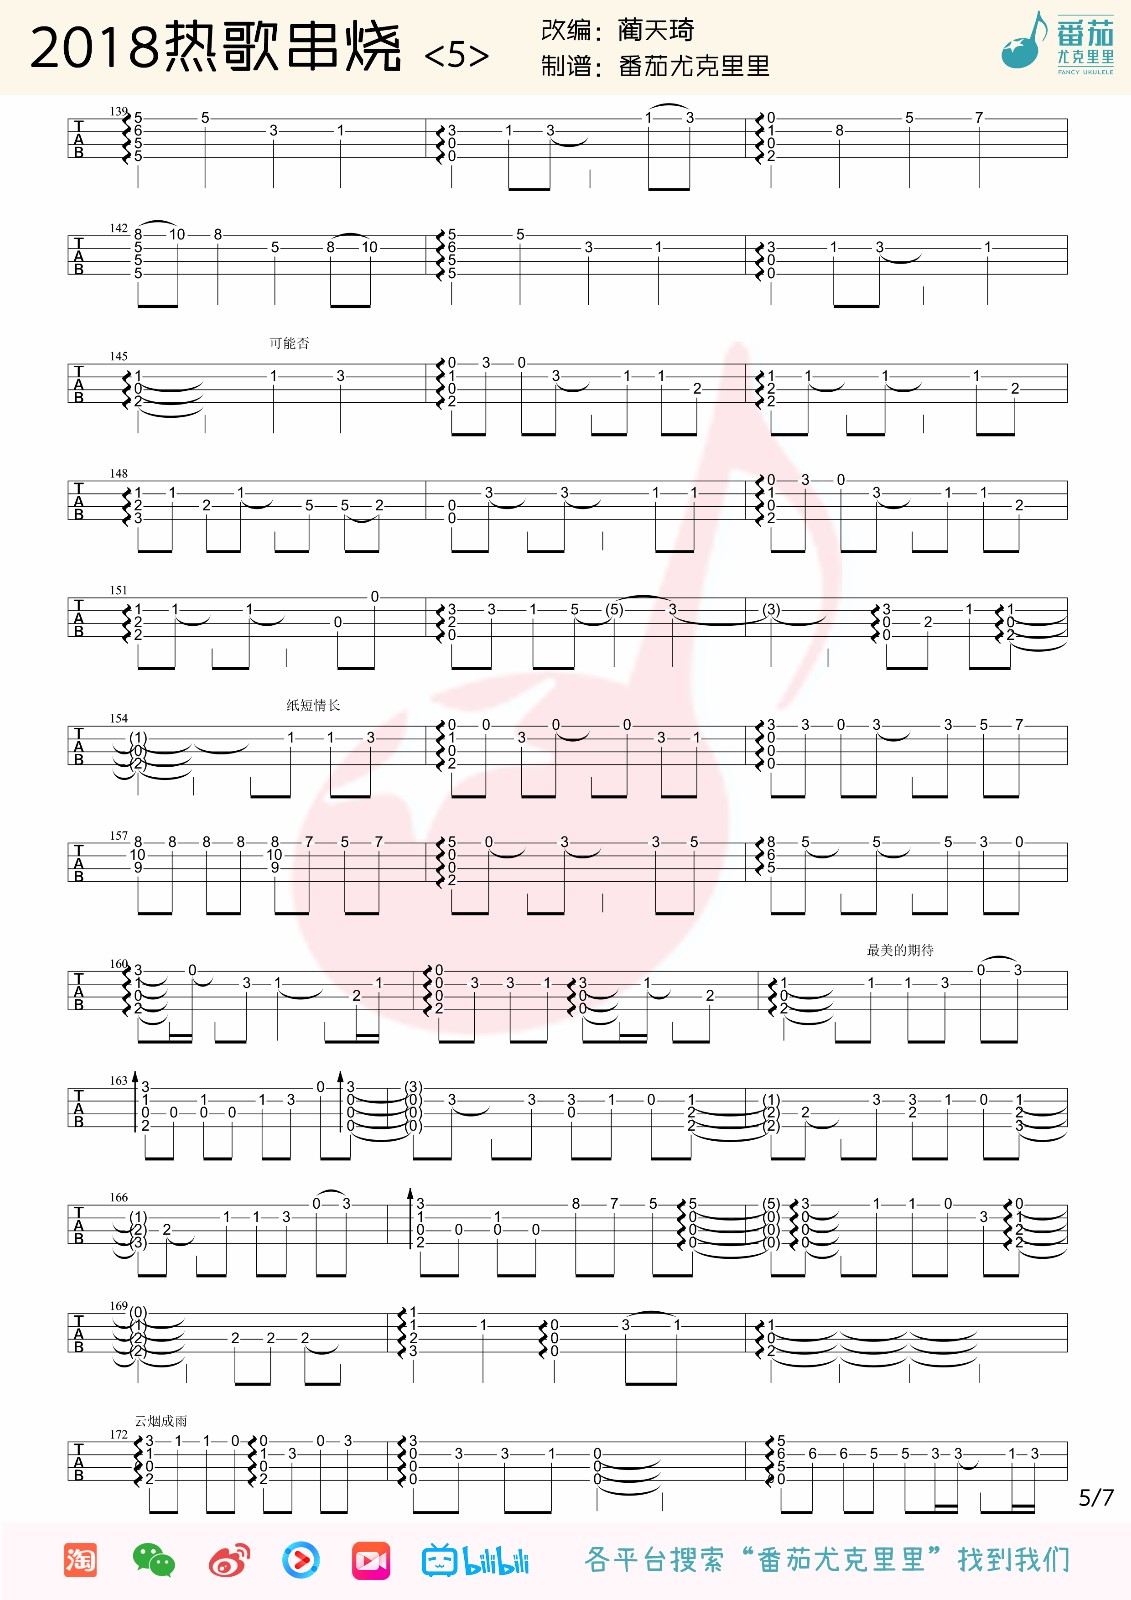 2018热歌串烧 <5>
改编：蔺天琦
制谱：番茄尤克里里
番茄
尤克里里
FANCY UKULELE
139
142
可能否
145
148
151
纸短情长
154
157
最美的期待
160
163
166
169
云烟成雨
172
5/7
淘
bilibili
各平台搜索“番茄尤克里里”找到我们